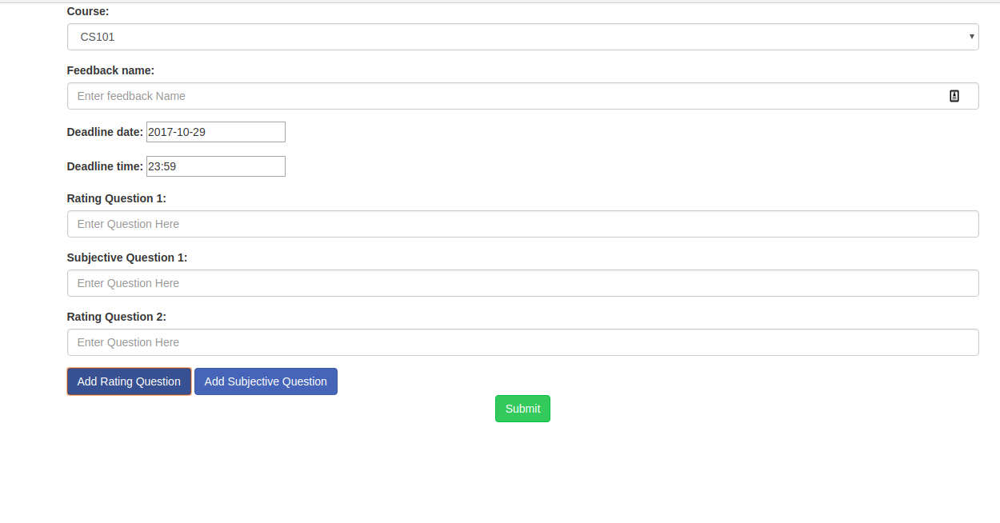 Course:
CS101
Feedback name:
Enter feedback Name
Deadline date: 2017-10-29
Deadline time: 23:59
Rating Question 1:
Enter Question Here
Subjective Question 1:
Enter Question Here
Rating Question 2:
Enter Question Here
Add Rating Question Add Subjective Question
Submit